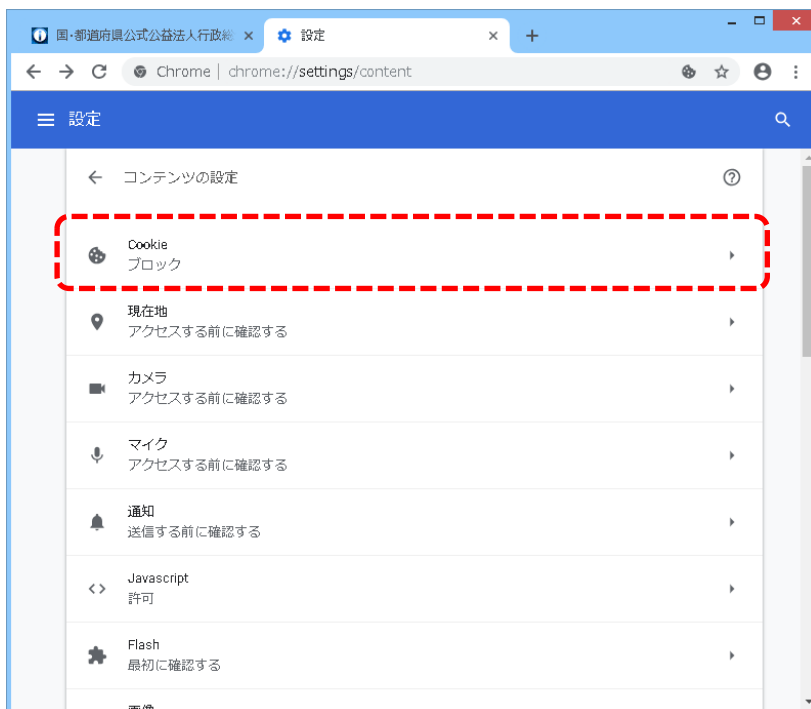 国・都道府県公式公益法人行政総
設定
Chrome | chrome://settings/content
設定
コンテンツの設定
Cookie
ブロック
現在地
アクセスする前に確認する
カメラ
アクセスする前に確認する
マイク
アクセスする前に確認する
通知
送信する前に確認する
Javascript
許可
Flash
最初に確認する
画像